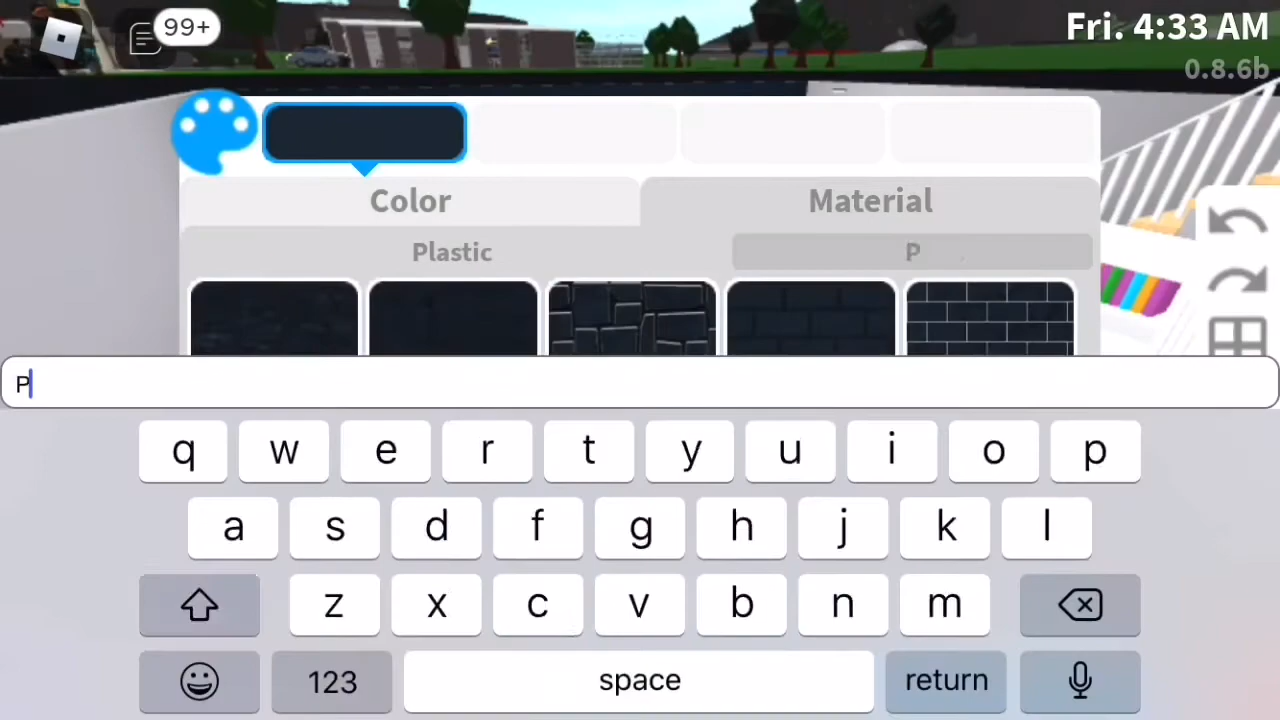 99+
Fri. 4:33 AM
0.8.6b
Color Material
Plastic P
P
q w e r t y u i o p
a s d f g h j k l
z x c v b n m
123 space return